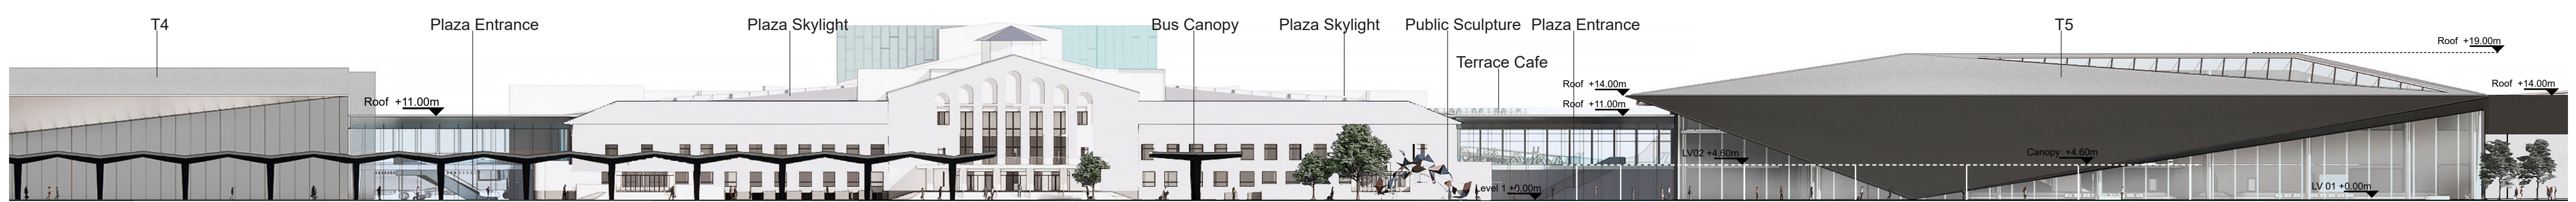 T4
Plaza Entrance
Plaza Skylight
Bus Canopy
Plaza Skylight
Public Sculpture
Plaza Entrance
T5
Roof +19.00m
Terrace Cafe
Roof +14.00m
Roof +14.00m
Roof +11.00m
Roof +11.00m
LV02 +4.60m
Canopy +4.60m
Level 1 +0.00m
LV 01 +0.00m